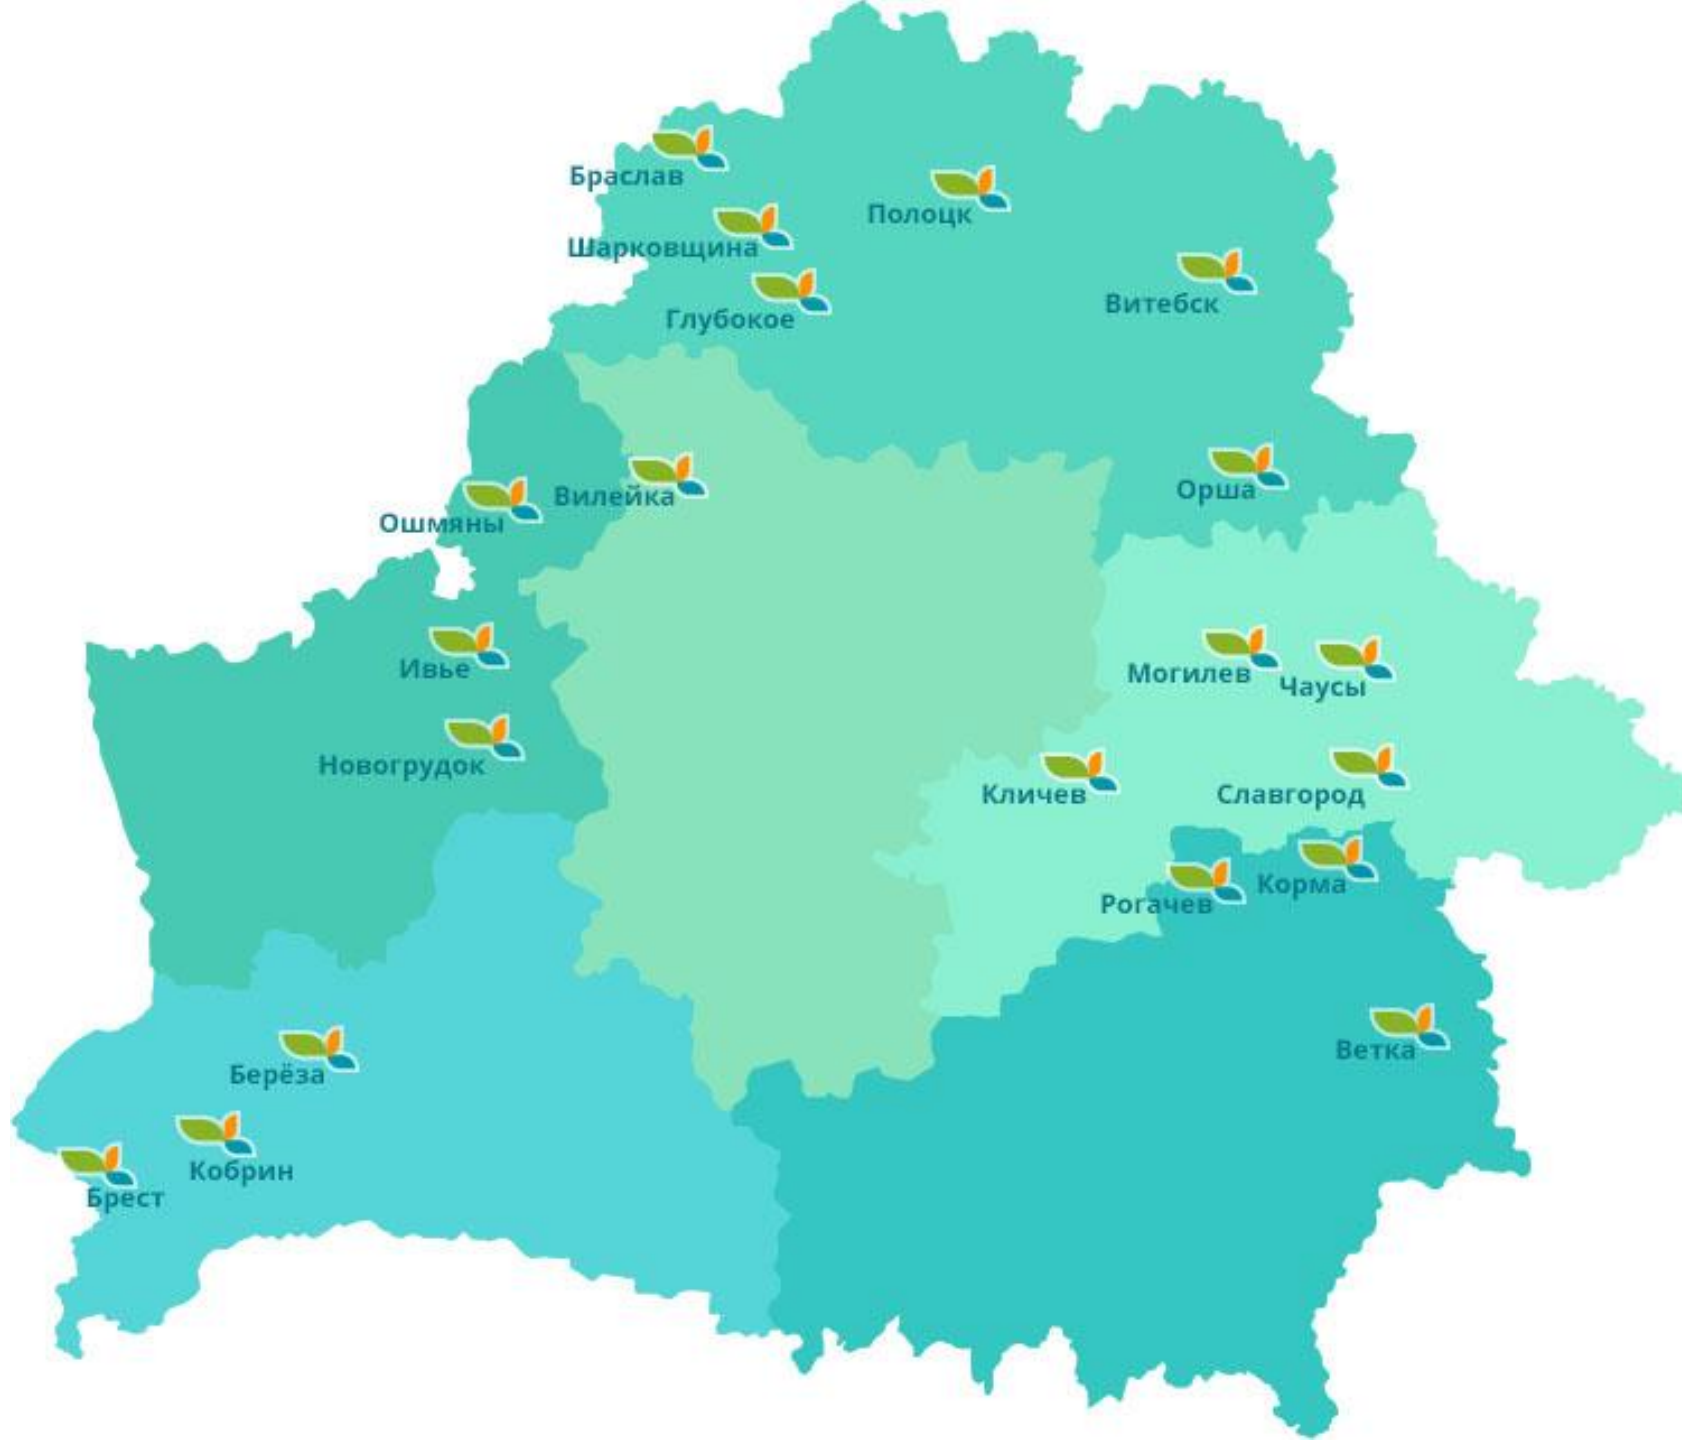 Браслав
Полоцк
Шарковщина
Витебск
Глубокое
Орша
Вилейка
Ошмяны
Ивье
Могилев
Чаусы
Новогрудок
Кличев
Славгород
Корма
Рогачев
Ветка
Берёза
Кобрин
Брест